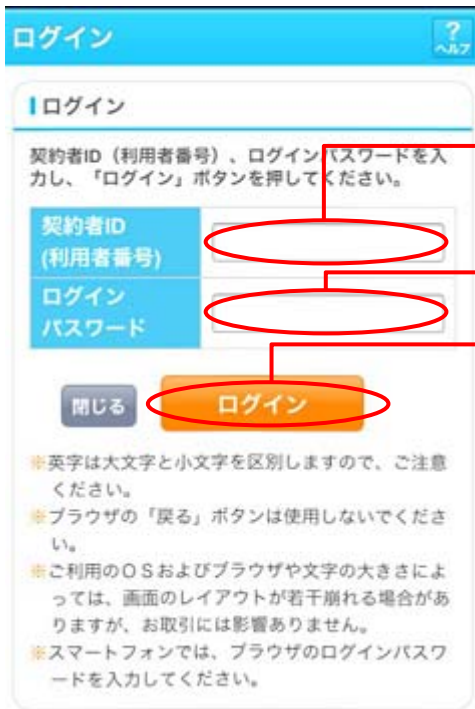 ログイン
?
ヘルプ
ログイン
契約者ID（利用者番号）、ログインパスワードを入
力し、「ログイン」ボタンを押してください。
契約者ID
(利用者番号)
ログイン
パスワード
閉じる ログイン
※英字は大文字と小文字を区別しますので、ご注意
ください。
※ブラウザの「戻る」ボタンは使用しないでくださ
い。
※ご利用のＯＳおよびブラウザや文字の大きさによ
っては、画面のレイアウトが若干崩れる場合があ
りますが、お取引には影響ありません。
※スマートフォンでは、ブラウザのログインパスワ
ードを入力してください。